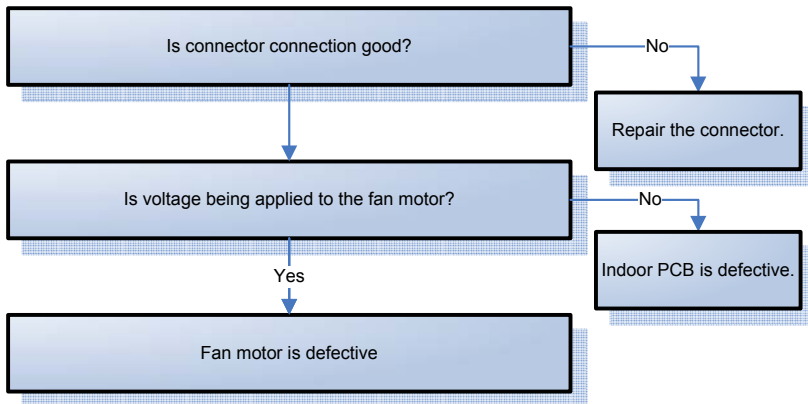 Is connector connection good?
No
Repair the connector.
Is voltage being applied to the fan motor?
No
Indoor PCB is defective.
Yes
Fan motor is defective